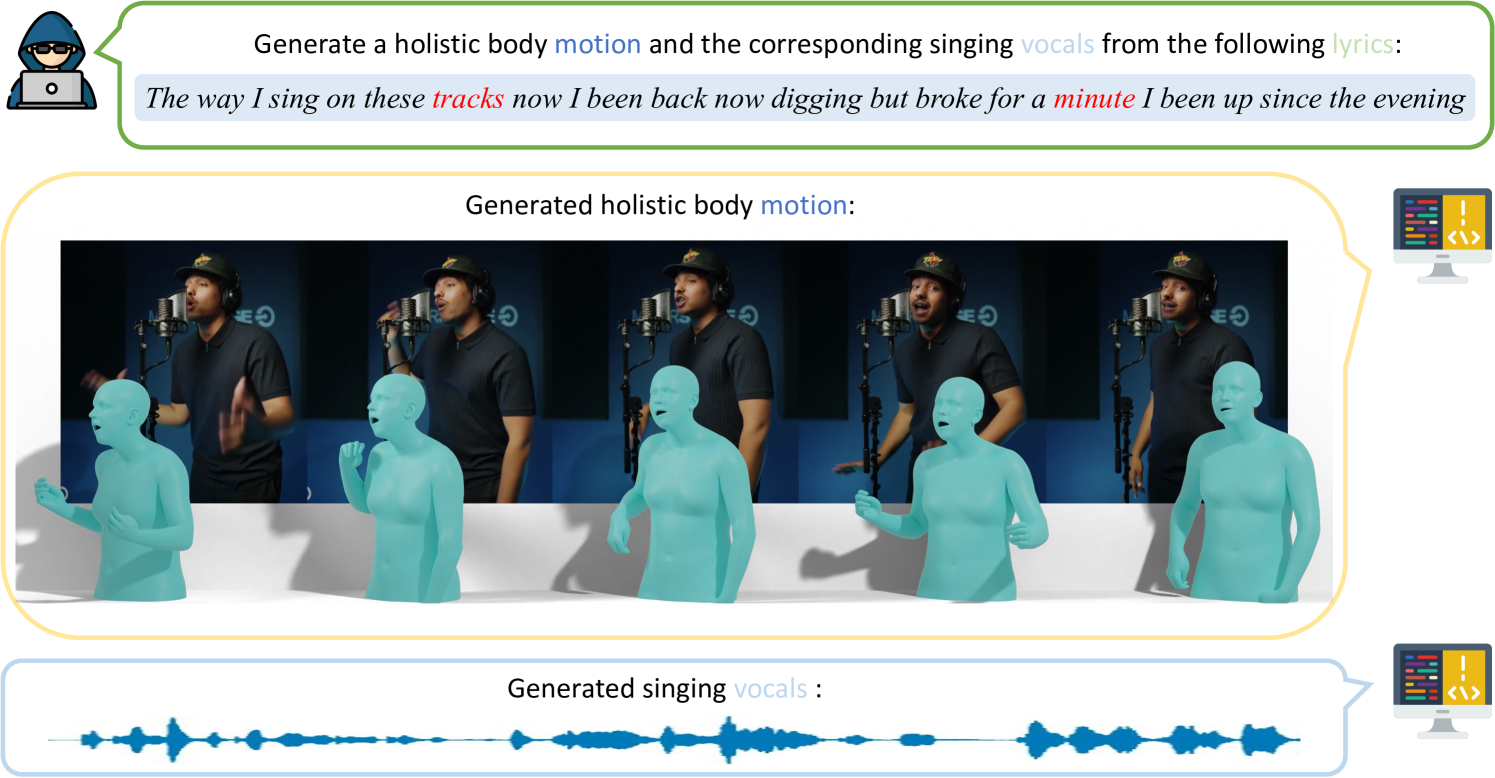 Generate a holistic body motion and the corresponding singing vocals from the following lyrics:
The way I sing on these tracks now I been back now digging but broke for a minute I been up since the evening
Generated holistic body motion:
Generated singing vocals :